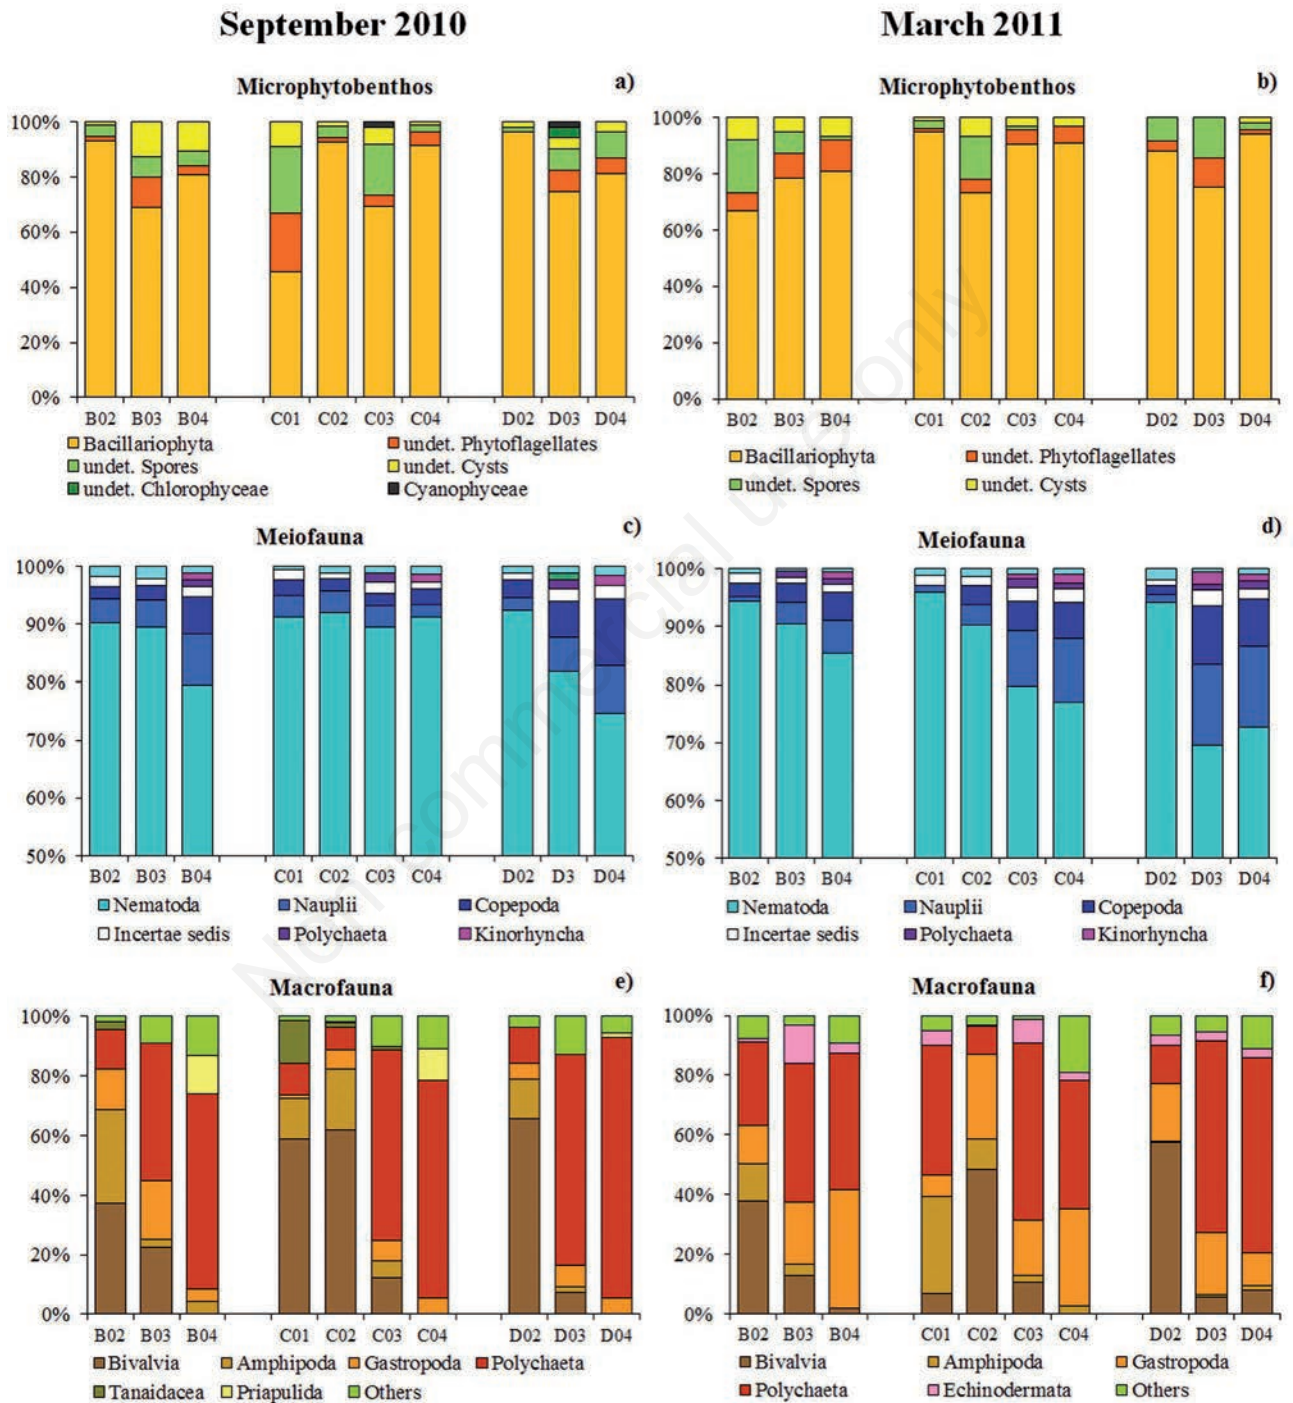 September 2010
March 2011
Microphytobenthos
a)
100%
80%
60%
40%
20%
0%
B02 B03 B04 C01 C02 C03 C04 D02 D03 D04
Bacillariophyta undet. Phytoflagellates
undet. Spores undet. Cysts
undet. Chlorophyceae Cyanophyceae
Microphytobenthos
b)
100%
80%
60%
40%
20%
0%
B02 B03 B04 C01 C02 C03 C04 D02 D03 D04
Bacillariophyta undet. Phytoflagellates
undet. Spores undet. Cysts
Meiofauna
c)
100%
90%
80%
70%
60%
50%
B02 B03 B04 C01 C02 C03 C04 D02 D3 D04
Nematoda Nauplii Copepoda
Incertae sedis Polychaeta Kinorhyncha
Meiofauna
d)
100%
90%
80%
70%
60%
50%
B02 B03 B04 C01 C02 C03 C04 D02 D03 D04
Nematoda Nauplii Copepoda
Incertae sedis Polychaeta Kinorhyncha
Macrofauna
e)
100%
80%
60%
40%
20%
0%
B02 B03 B04 C01 C02 C03 C04 D02 D03 D04
Bivalvia Amphipoda Gastropoda Polychaeta
Tanaidacea Priapulida Others
Macrofauna
f)
100%
80%
60%
40%
20%
0%
B02 B03 B04 C01 C02 C03 C04 D02 D03 D04
Bivalvia Amphipoda Gastropoda
Polychaeta Echinodermata Others
Non commercial use only